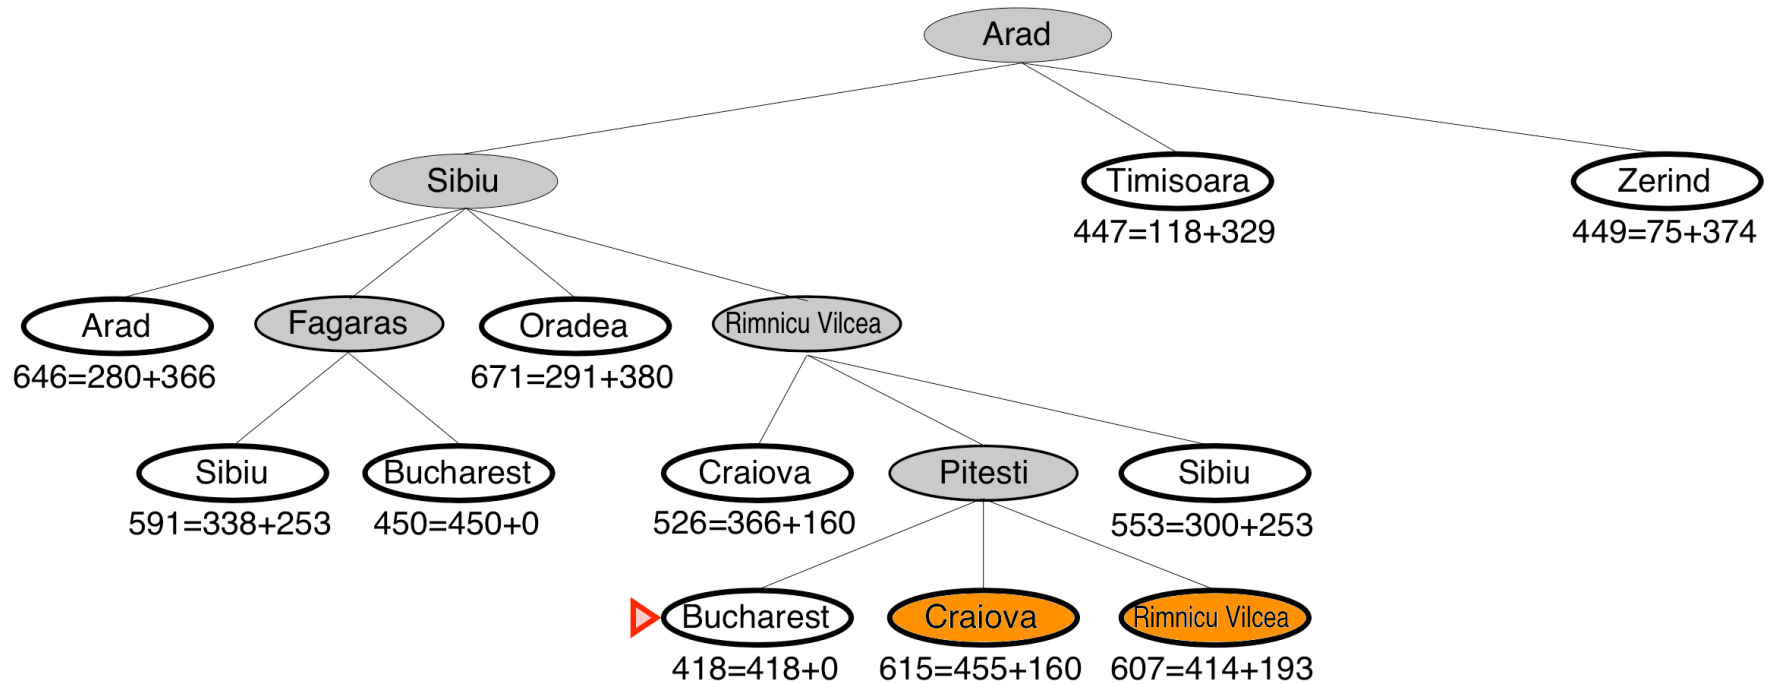 Arad
Sibiu
Timisoara
Zerind
447=118+329
449=75+374
Arad
Fagaras
Oradea
Rimnicu Vilcea
646=280+366
671=291+380
Sibiu
Bucharest
Craiova
Pitesti
Sibiu
591=338+253
450=450+0
526=366+160
553=300+253
Bucharest
Craiova
Rimnicu Vilcea
418=418+0
615=455+160
607=414+193